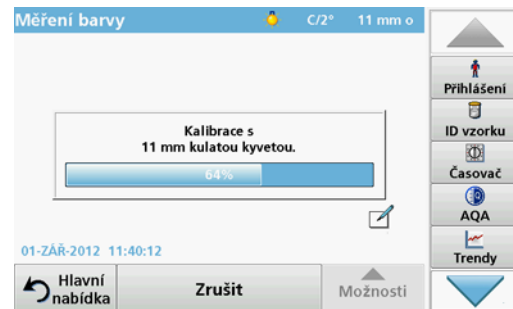 Měření barvy C/2° 11 mm o
Přihlášení
ID vzorku
Časovač
AQA
Trendy
Kalibrace s
11 mm kulatou kyvetou.
64%
01-ZÁŘ-2012 11:40:12
Hlavní
nabídka
Zrušit
Možnosti